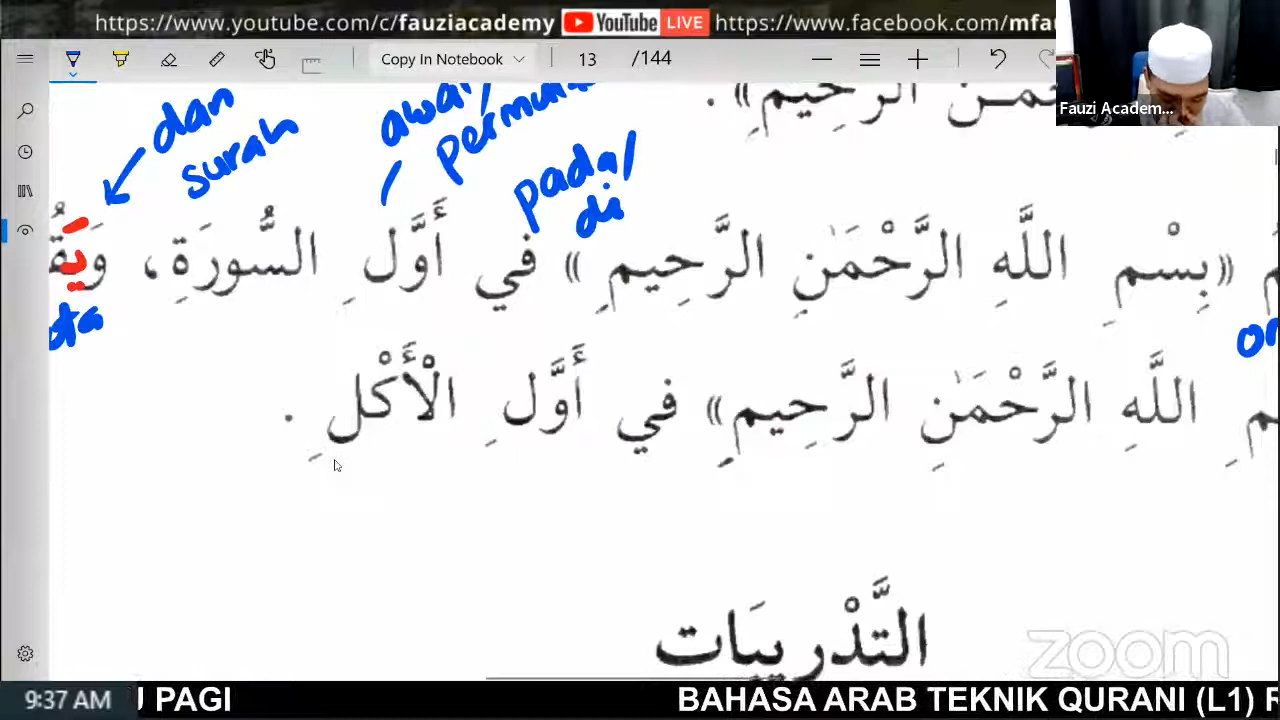 https://www.youtube.com/c/fauziacademy YouTube LIVE https://www.facebook.com/
Copy In Notebook 13 /144
Fauzi Academ...
الرَّحِيمِ» .
dan surah
pada/
di
«بِسْمِ اللَّهِ الرَّحْمَٰنِ الرَّحِيمِ» فِي أَوَّلِ السُّورَةِ،
اللَّهِ الرَّحْمَٰنِ الرَّحِيمِ» فِي أَوَّلِ الْأَكْلِ .
التَّدْرِيبَات
zoom
9:37 AM PAGI BAHASA ARAB TEKNIK QURANI (L1)